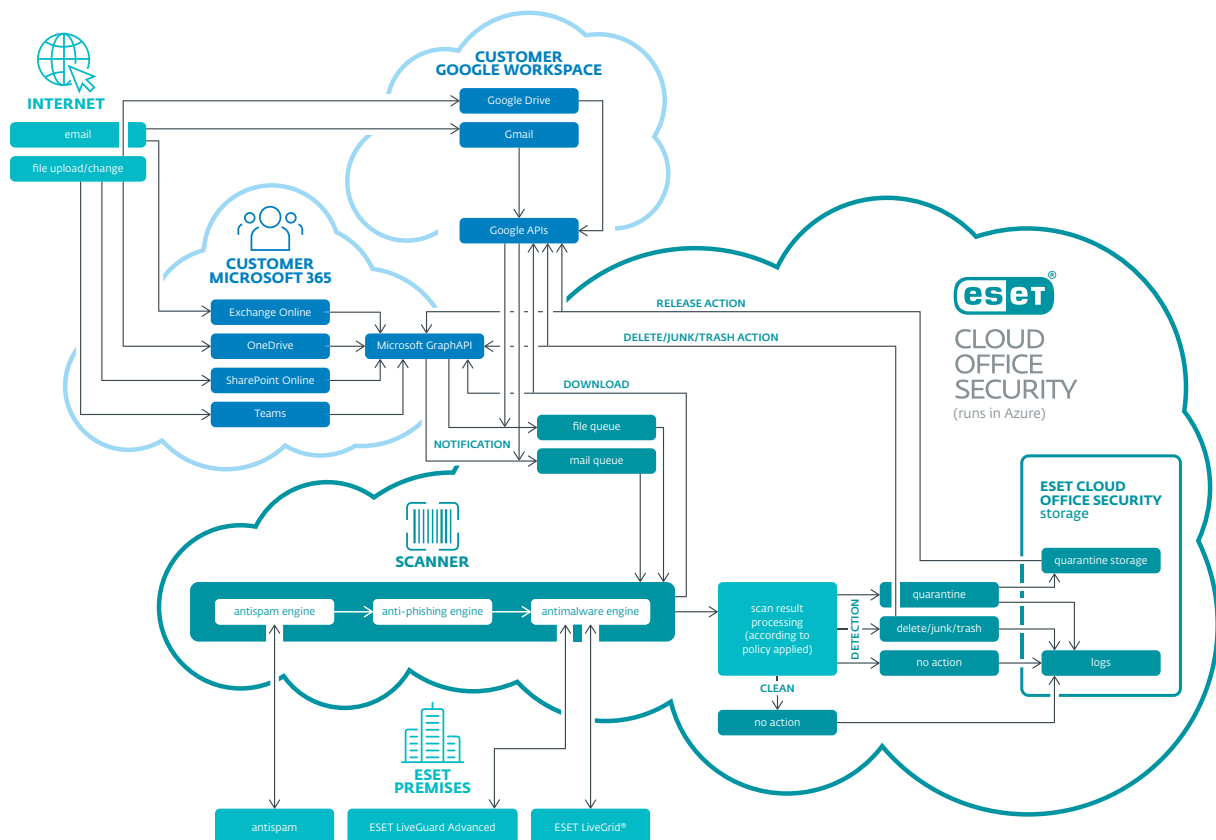 CUSTOMER
GOOGLE WORKSPACE
Google Drive
Gmail
Google APIs
INTERNET
email
file upload/change
CUSTOMER
MICROSOFT 365
Exchange Online
OneDrive
SharePoint Online
Teams
Microsoft GraphAPI
RELEASE ACTION
DELETE/JUNK/TRASH ACTION
DOWNLOAD
NOTIFICATION
file queue
mail queue
eset®
CLOUD
OFFICE
SECURITY
(runs in Azure)
ESET CLOUD
OFFICE SECURITY
storage
quarantine storage
logs
SCANNER
antispam engine
anti-phishing engine
antimalware engine
scan result
processing
(according to
policy applied)
DETECTION
quarantine
delete/junk/trash
no action
CLEAN
no action
ESET
PREMISES
antispam
ESET LiveGuard Advanced
ESET LiveGrid®